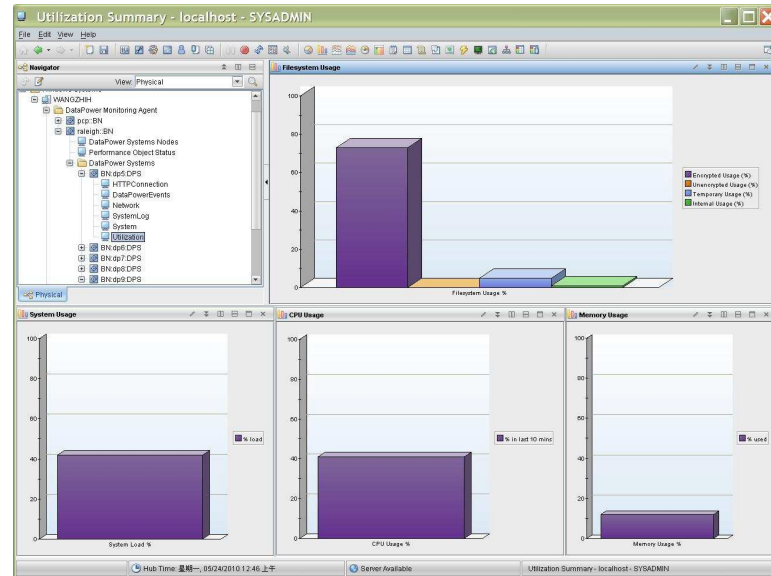 Utilization Summary - localhost - SYSADMIN
File Edit View Help
Navigator
View: Physical
WANGZHIH
DataPower Monitoring Agent
pcp::BN
raleigh::BN
DataPower Systems Nodes
Performance Object Status
DataPower Systems
BN:dp5:DPS
HTTPConnection
DataPowerEvents
Network
SystemLog
System
Utilization
BN:dp6:DPS
BN:dp7:DPS
BN:dp8:DPS
BN:dp9:DPS
Physical
Filesystem Usage
100
80
60
40
20
0
Filesystem Usage %
Encrypted Usage (%)
Unencrypted Usage (%)
Temporary Usage (%)
Internal Usage (%)
System Usage
100
80
60
40
20
0
System Load %
% load
CPU Usage
100
80
60
40
20
0
CPU Usage %
% in last 10 mins
Memory Usage
100
80
60
40
20
0
Memory Usage %
% used
Hub Time: 星期一, 05/24/2010 12:46 上午
Server Available
Utilization Summary - localhost - SYSADMIN